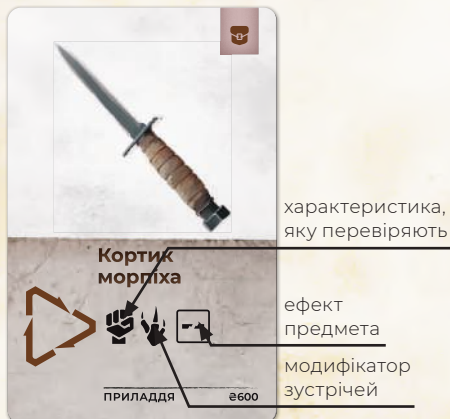 характеристика,
яку перевіряють
Кортик
морпіха
ефект
предмета
модифікатор
зустрічей
ПРИЛАДДЯ ₴600